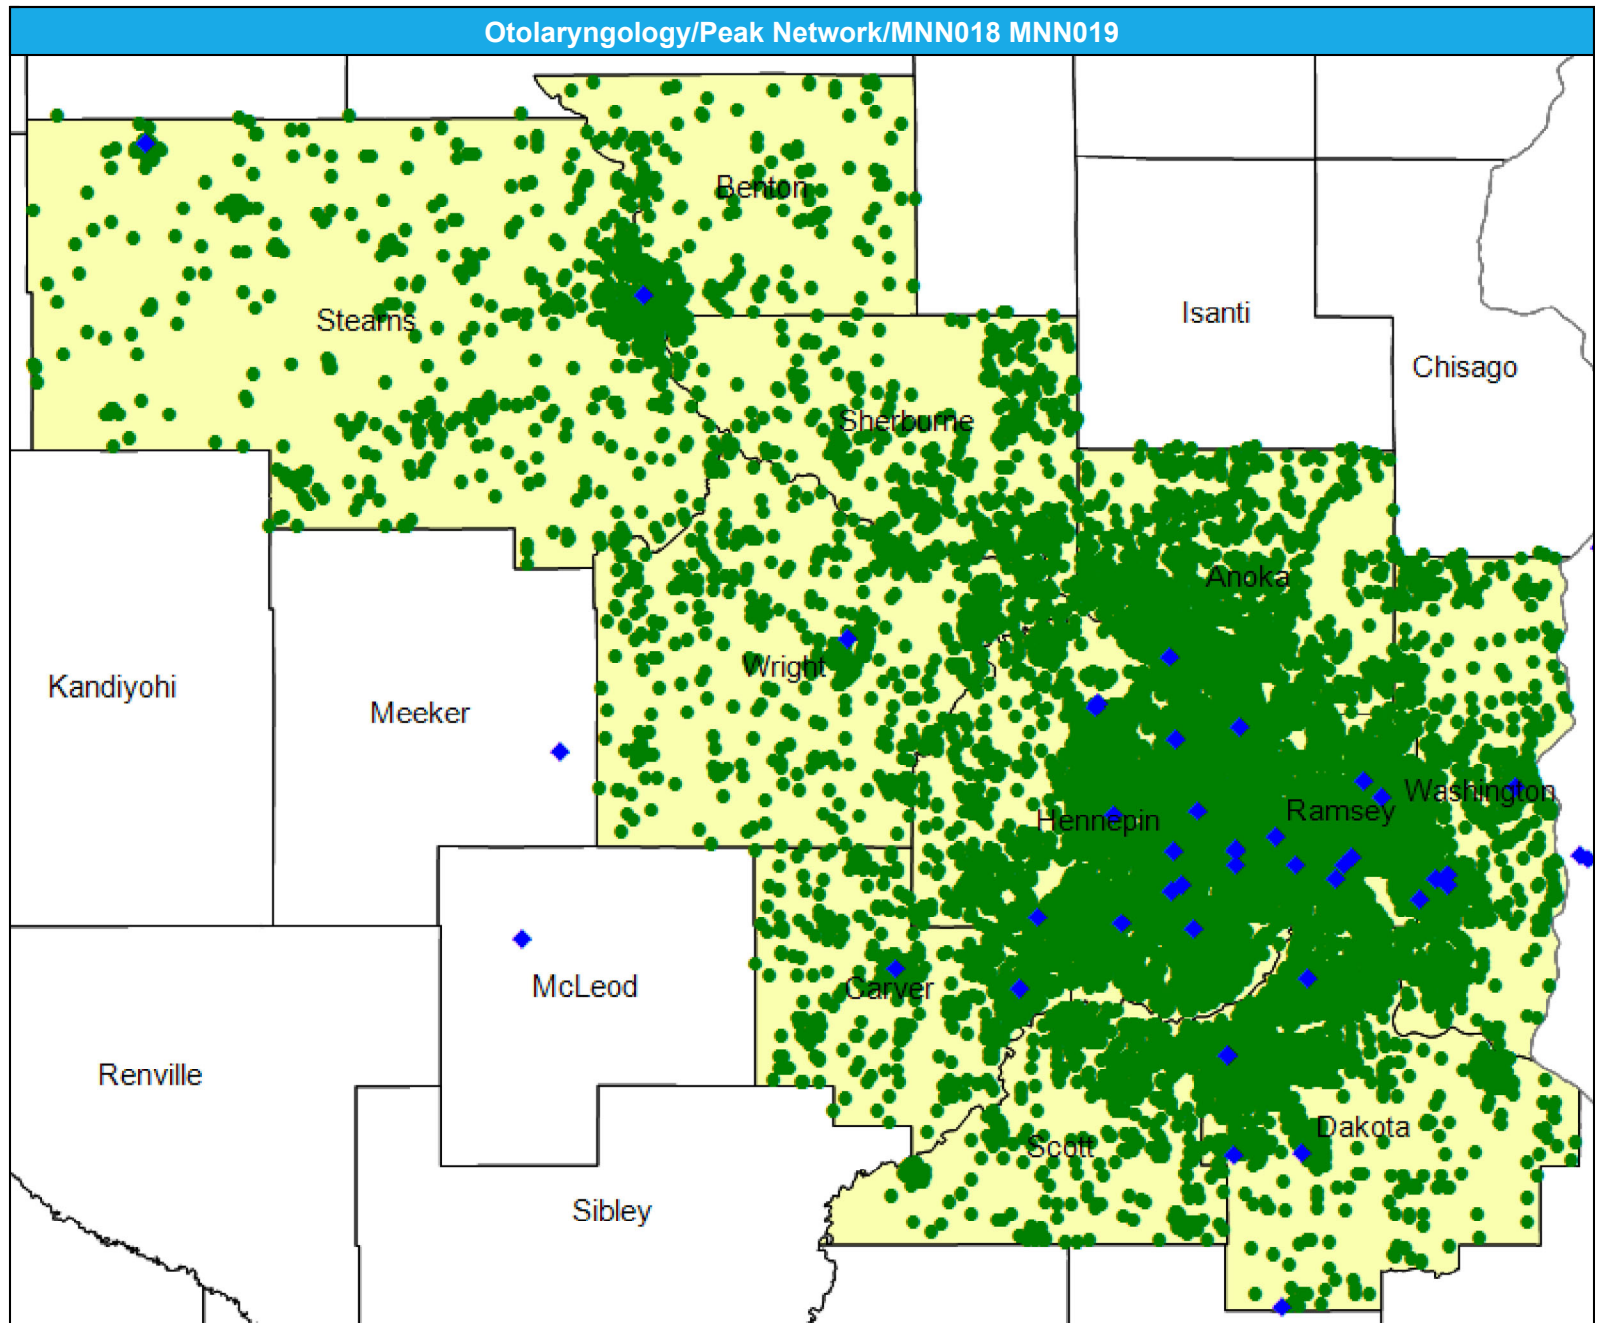 Otolaryngology/Peak Network/MNN018 MNN019
Benton
Isanti
Stearns
Chisago
Sherburne
Anoka
Wright
Kandiyohi
Meeker
Washington
Ramsey
Hennepin
McLeod
Carver
Renville
Dakota
Scott
Sibley